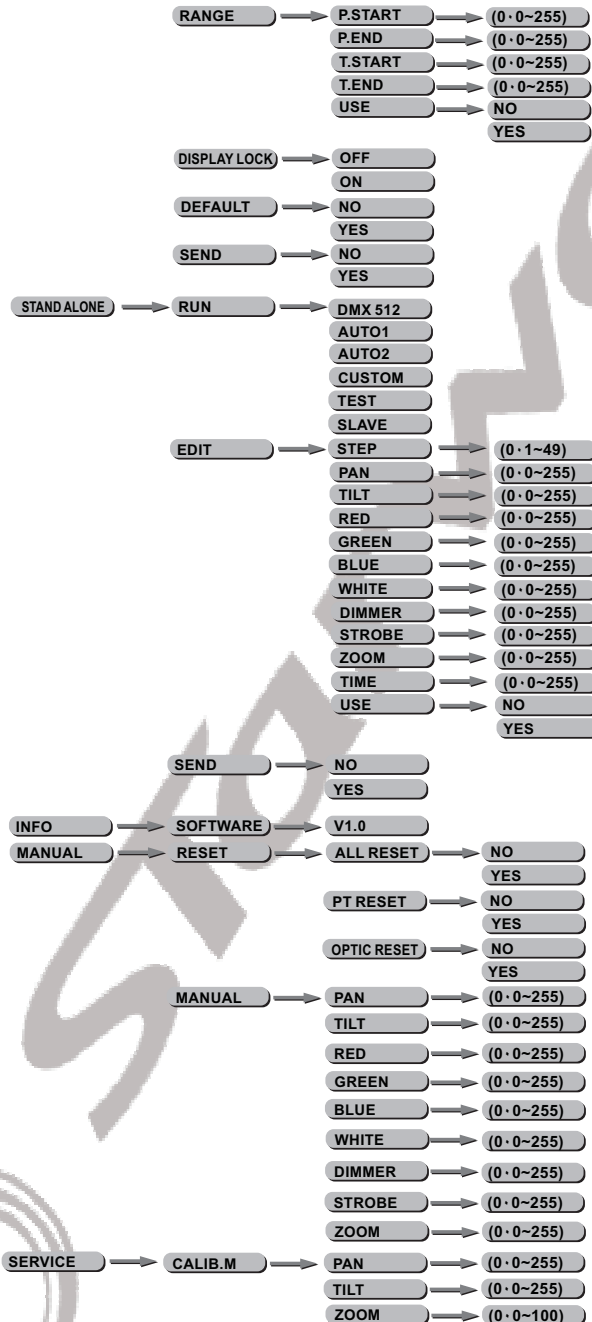 RANGE P.START (0·0~255)
P.END (0·0~255)
T.START (0·0~255)
T.END (0·0~255)
USE NO
YES
DISPLAY LOCK OFF
ON
DEFAULT NO
YES
SEND NO
YES
STAND ALONE RUN DMX 512
AUTO1
AUTO2
CUSTOM
TEST
SLAVE
EDIT STEP (0·1~49)
PAN (0·0~255)
TILT (0·0~255)
RED (0·0~255)
GREEN (0·0~255)
BLUE (0·0~255)
WHITE (0·0~255)
DIMMER (0·0~255)
STROBE (0·0~255)
ZOOM (0·0~255)
TIME (0·0~255)
USE NO
YES
SEND NO
YES
INFO SOFTWARE V1.0
MANUAL RESET ALL RESET NO
YES
PT RESET NO
YES
OPTIC RESET NO
YES
MANUAL PAN (0·0~255)
TILT (0·0~255)
RED (0·0~255)
GREEN (0·0~255)
BLUE (0·0~255)
WHITE (0·0~255)
DIMMER (0·0~255)
STROBE (0·0~255)
ZOOM (0·0~255)
SERVICE CALIB.M PAN (0·0~255)
TILT (0·0~255)
ZOOM (0·0~100)